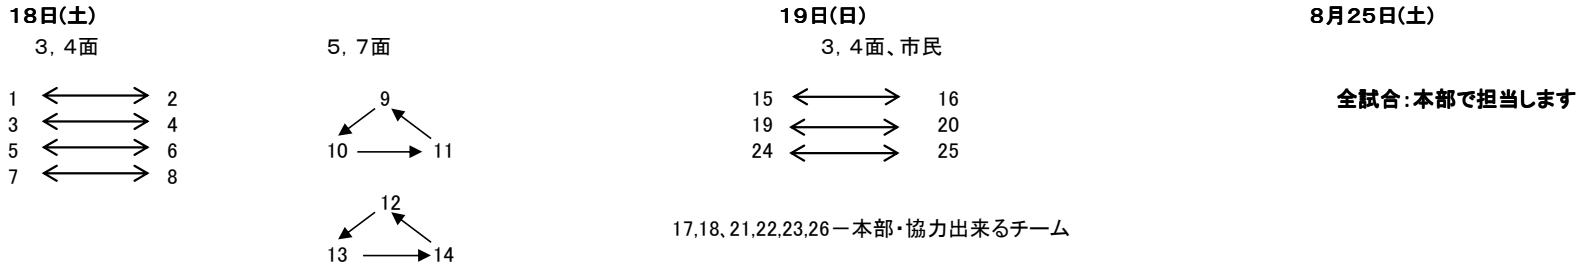 18日(土)
3，4面
5，7面
1 2
3 4
5 6
7 8
9
10 11
12
13 14
19日(日)
3，4面、市民
15 16
19 20
24 25
17,18、21,22,23,26－本部・協力出来るチーム
8月25日(土)
全試合：本部で担当します